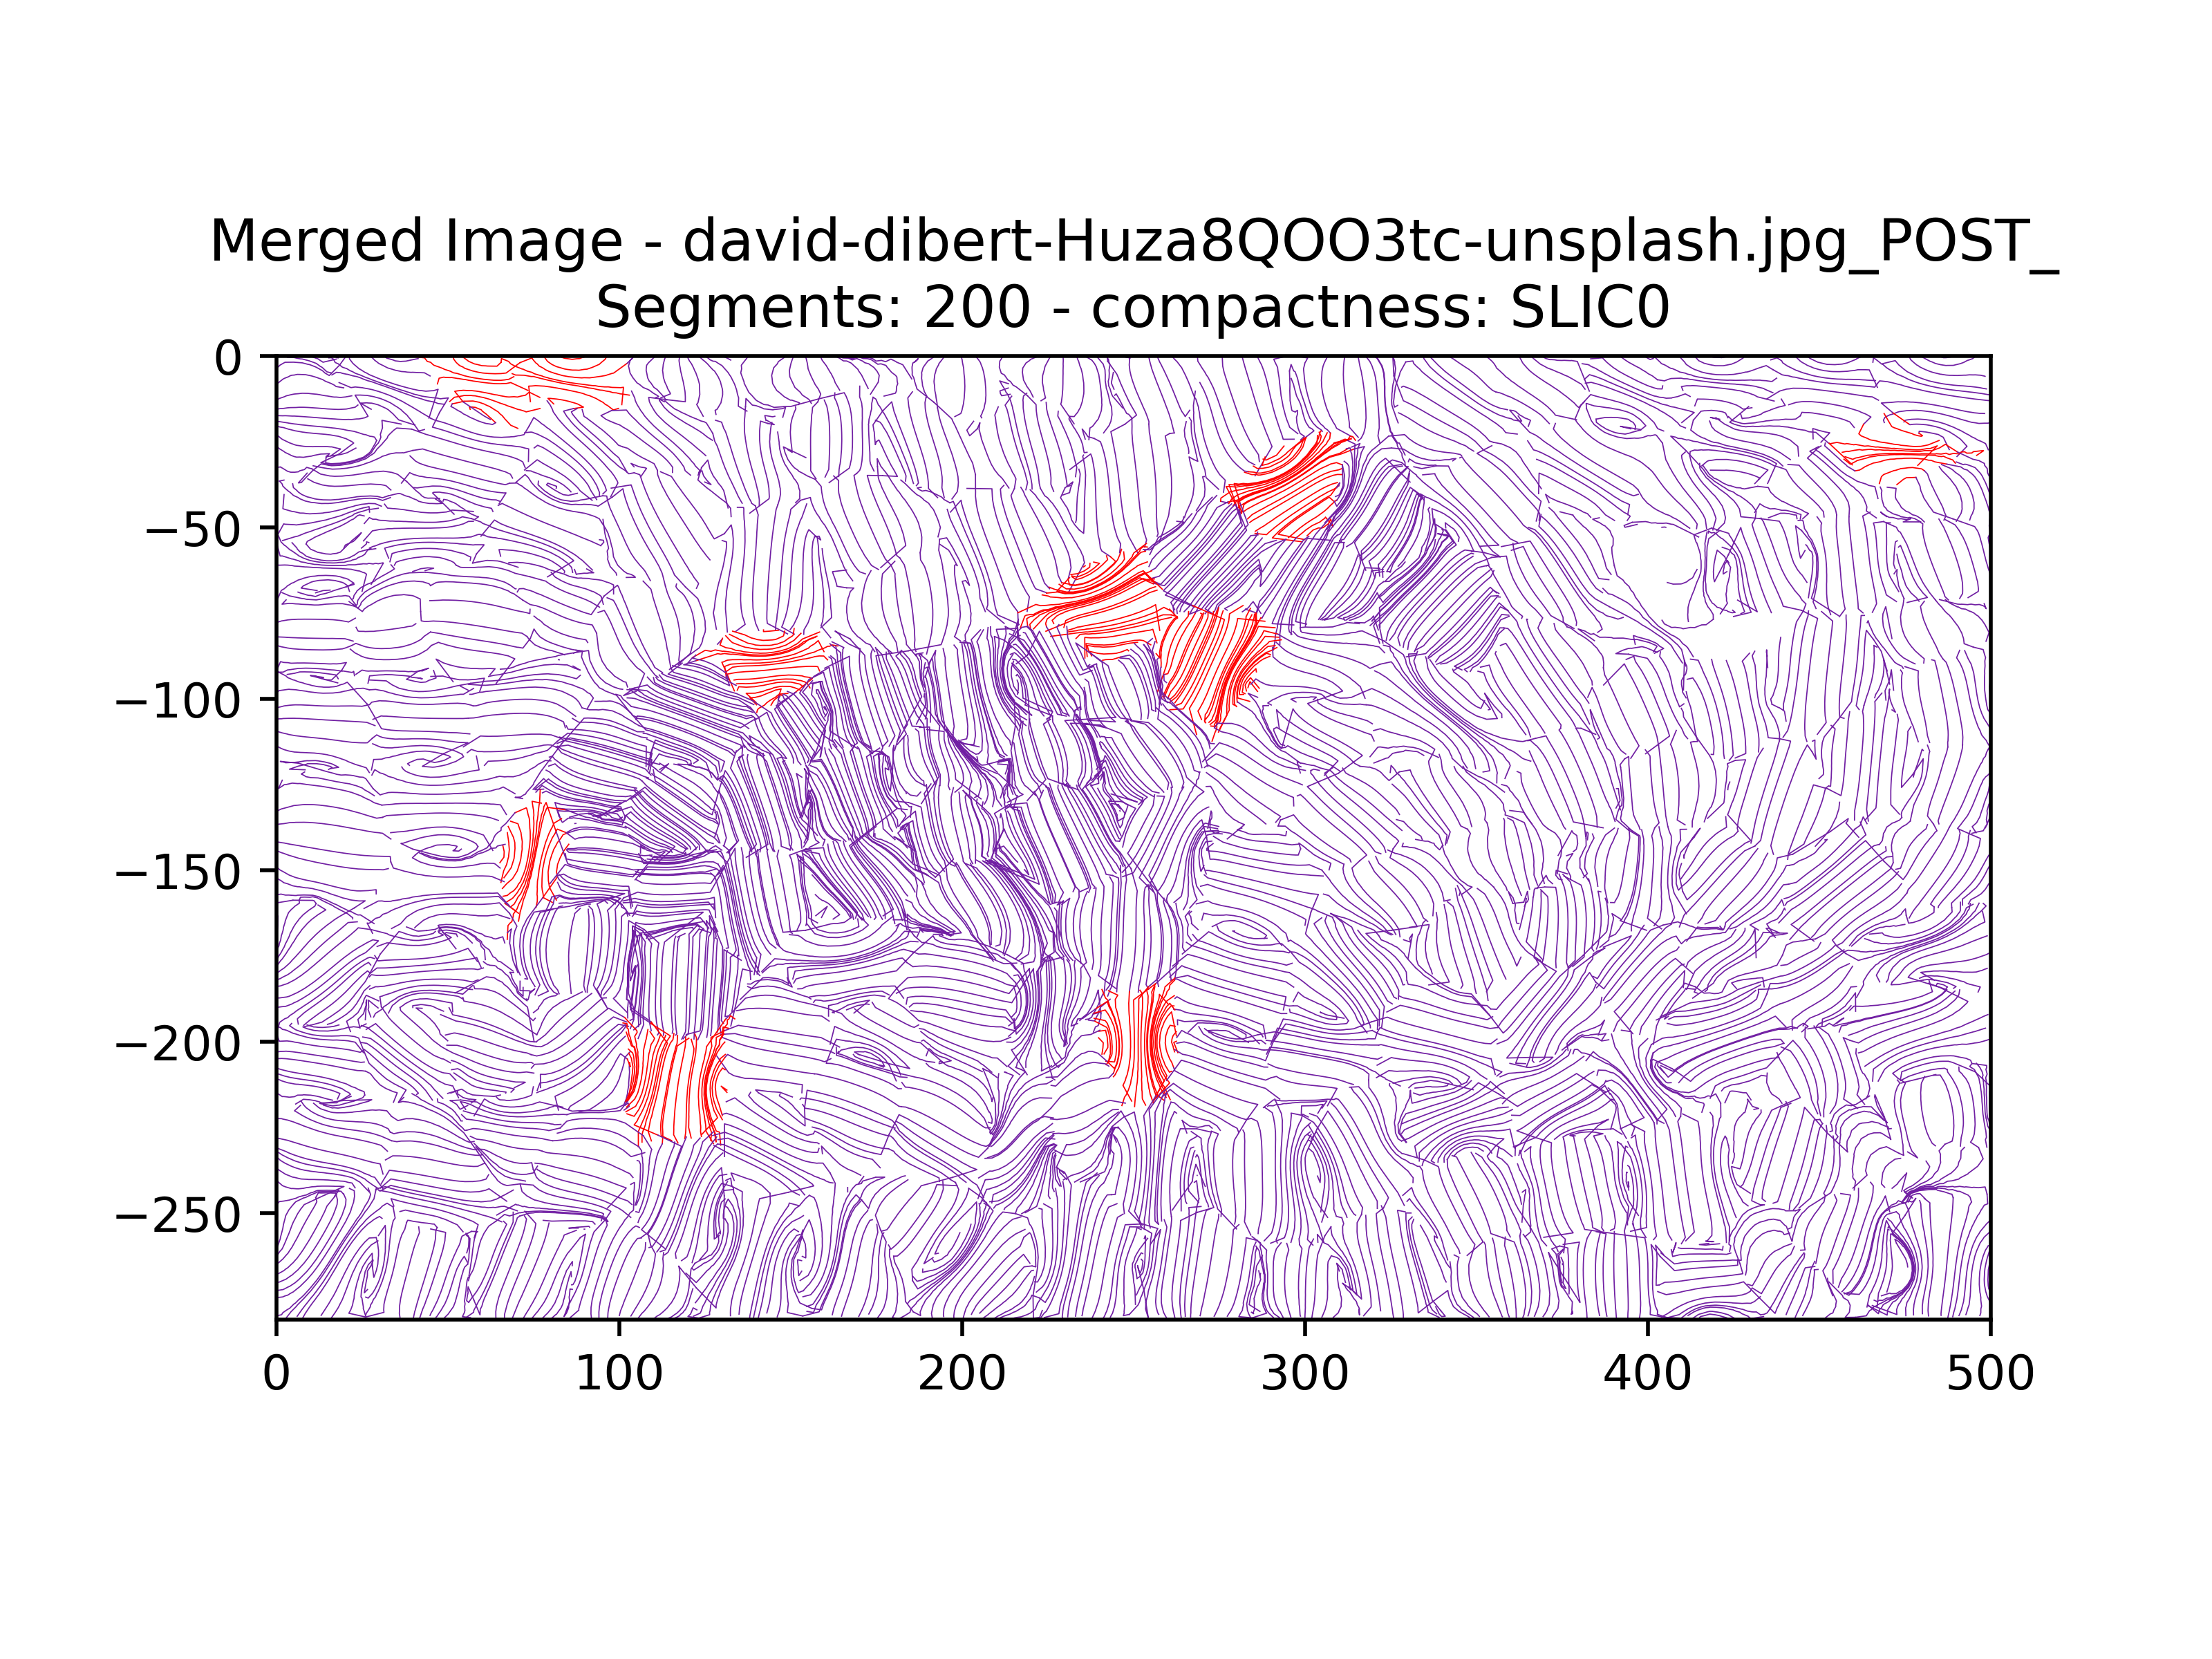 Merged Image - david-dibert-Huza8QOO3tc-unsplash.jpg_POST_
Segments: 200 - compactness: SLIC0
0
−50
−100
−150
−200
−250
0 100 200 300 400 500